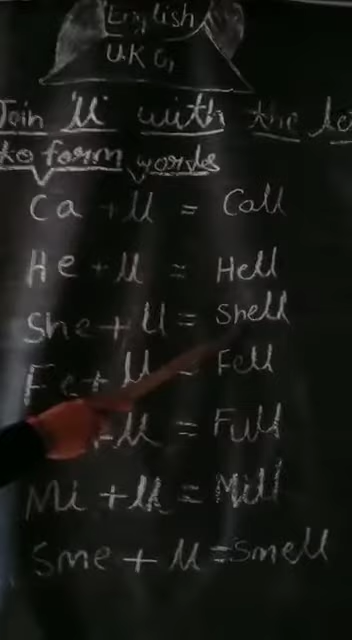 English
U.K.G,
Join ll with the le
to form words
Ca + ll = Call
He + ll = Hell
She + ll = Shell
Fe + ll = Fell
+ ll = Full
Mi + ll = Mill
Sme + ll = Smell